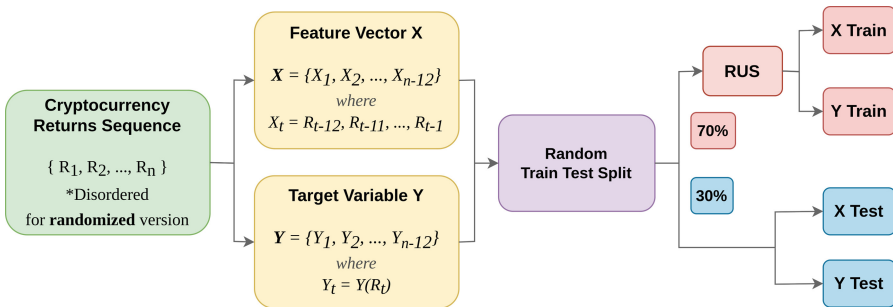 Cryptocurrency
Returns Sequence
{ R₁, R₂, ..., Rₙ }
*Disordered
for randomized version
Feature Vector X
X = {X₁, X₂, ..., Xₙ₋₁₂}
where
Xₜ = Rₜ₋₁₂, Rₜ₋₁₁, ..., Rₜ₋₁
Target Variable Y
Y = {Y₁, Y₂, ..., Yₙ₋₁₂}
where
Yₜ = Y(Rₜ)
Random
Train Test Split
RUS
70%
30%
X Train
Y Train
X Test
Y Test